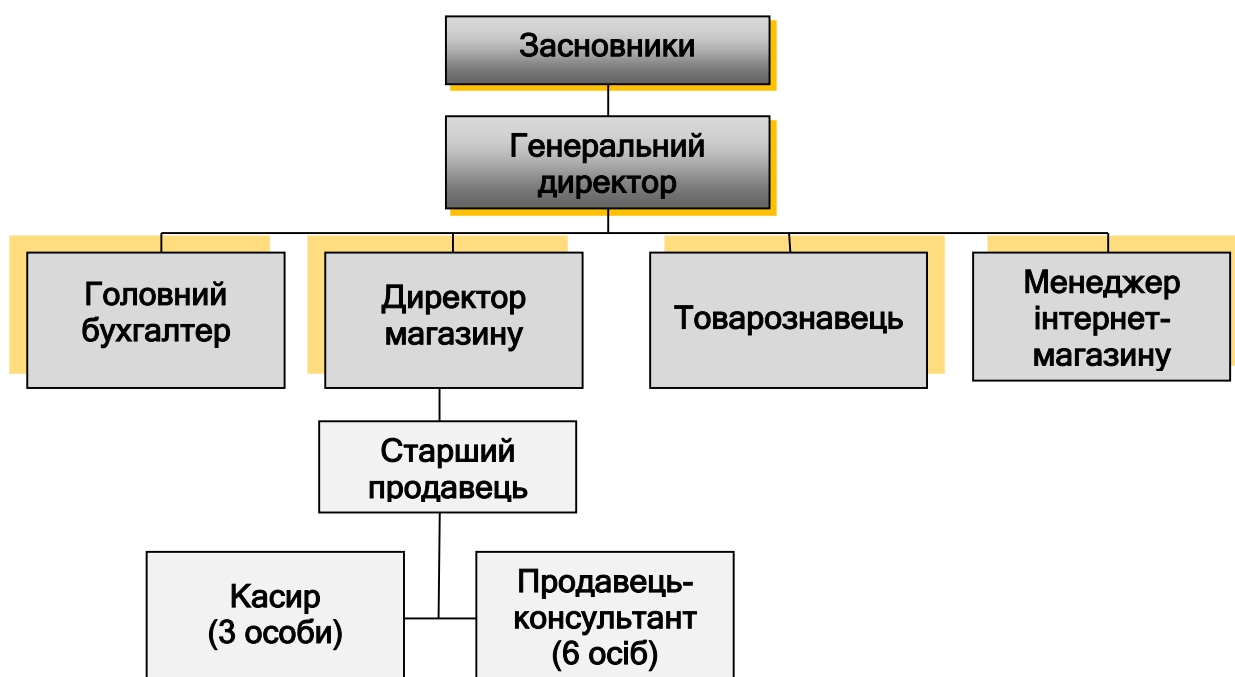 Засновники
Генеральний
директор
Головний
бухгалтер
Директор
магазину
Товарознавець
Менеджер
інтернет-
магазину
Старший
продавець
Касир
(3 особи)
Продавець-
консультант
(6 осіб)